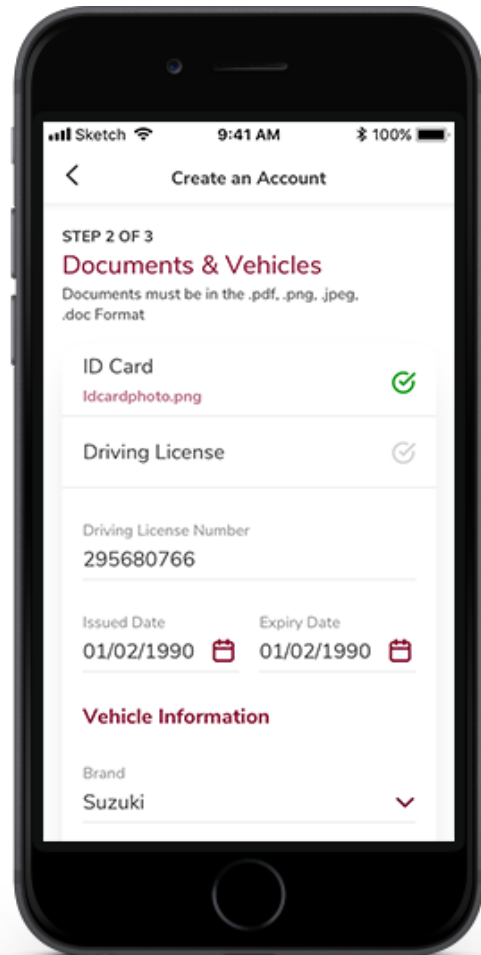 Sketch 9:41 AM 100%
Create an Account
STEP 2 OF 3
Documents & Vehicles
Documents must be in the .pdf, .png, .jpeg,
.doc Format
ID Card
Idcardphoto.png
Driving License
Driving License Number
295680766
Issued Date Expiry Date
01/02/1990 01/02/1990
Vehicle Information
Brand
Suzuki